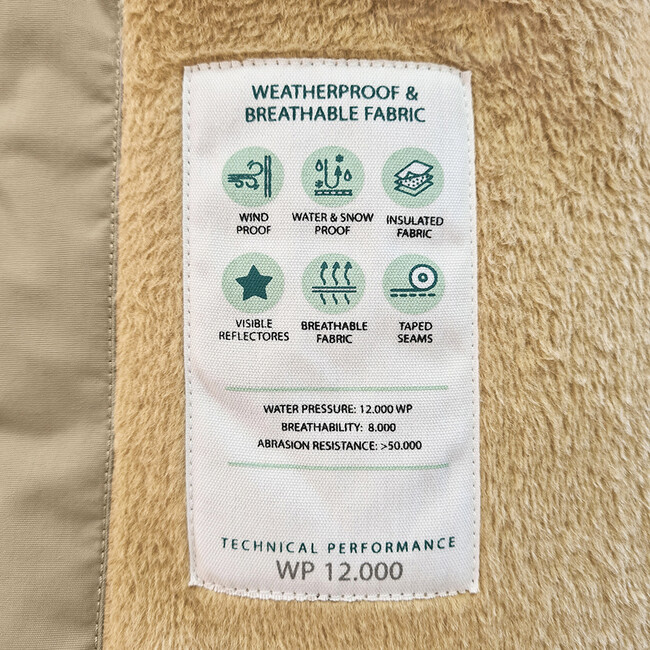 WEATHERPROOF &
BREATHABLE FABRIC
WIND
PROOF
WATER & SNOW
PROOF
INSULATED
FABRIC
VISIBLE
REFLECTORES
BREATHABLE
FABRIC
TAPED
SEAMS
WATER PRESSURE: 12.000 WP
BREATHABILITY: 8.000
ABRASION RESISTANCE: >50.000
TECHNICAL PERFORMANCE
WP 12.000